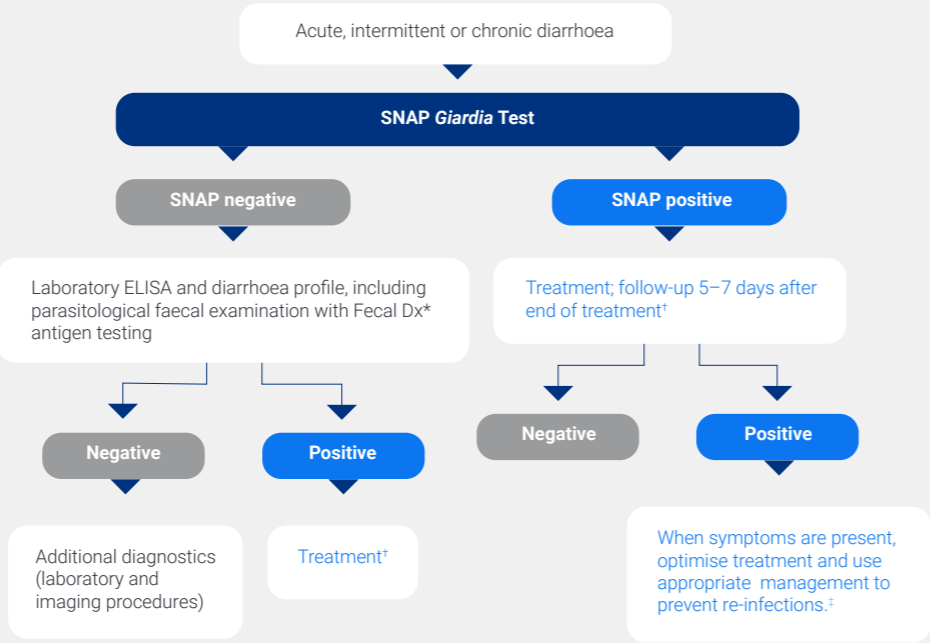 Acute, intermittent or chronic diarrhoea
SNAP Giardia Test
SNAP negative
SNAP positive
Laboratory ELISA and diarrhoea profile, including
parasitological faecal examination with Fecal Dx*
antigen testing
Treatment; follow-up 5–7 days after
end of treatment†
Negative
Positive
Negative
Positive
Additional diagnostics
(laboratory and
imaging procedures)
Treatment†
When symptoms are present,
optimise treatment and use
appropriate management to
prevent re-infections.‡